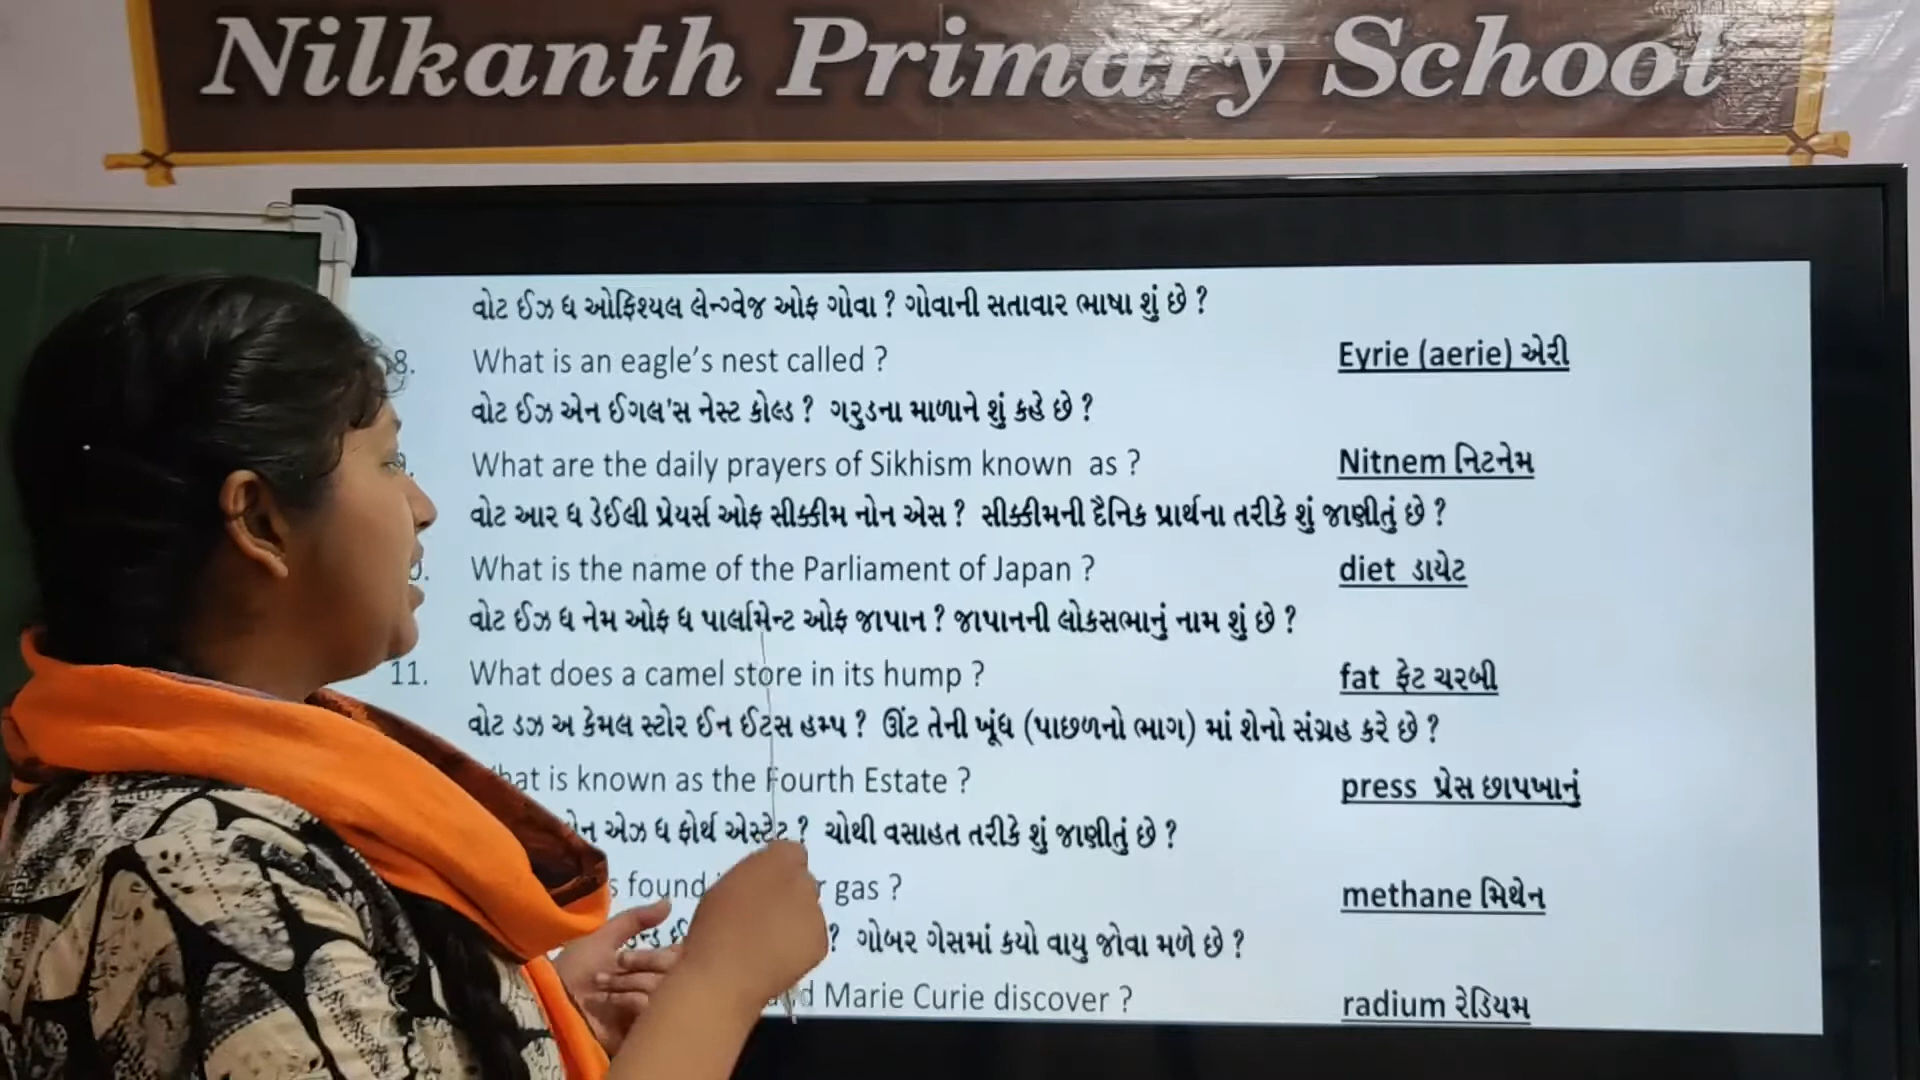 Nilkanth Primary School
વોટ ઈઝ ધ ઓફિશ્યલ લેન્ગ્વેજ ઓફ ગોવા ? ગોવાની સતાવાર ભાષા શું છે ?
8. What is an eagle’s nest called ? Eyrie (aerie) એરી
વોટ ઈઝ એન ઈગલ'સ નેસ્ટ કોલ્ડ ? ગરુડના માળાને શું કહે છે ?
9. What are the daily prayers of Sikhism known as ? Nitnem નિટનેમ
વોટ આર ધ ડેઈલી પ્રેયર્સ ઓફ સીક્કીમ નોન એસ ? સીક્કીમની દૈનિક પ્રાર્થના તરીકે શું જાણીતું છે ?
What is the name of the Parliament of Japan ? diet ડાયેટ
વોટ ઈઝ ધ નેમ ઓફ ધ પાર્લામેન્ટ ઓફ જાપાન ? જાપાનની લોકસભાનું નામ શું છે ?
11. What does a camel store in its hump ? fat ફેટ ચરબી
વોટ ડઝ અ કેમલ સ્ટોર ઈન ઈટ્સ હમ્પ ? ઊંટ તેની ખૂંધ (પાછળનો ભાગ) માં શેનો સંગ્રહ કરે છે ?
is known as the Fourth Estate ? press પ્રેસ છાપખાનું
એઝ ધ ફોર્થ એસ્ટેટ ? ચોથી વસાહત તરીકે શું જાણીતું છે ?
found gas ? methane મિથેન
? ગોબર ગેસમાં કયો વાયુ જોવા મળે છે ?
Marie Curie discover ? radium રેડિયમ